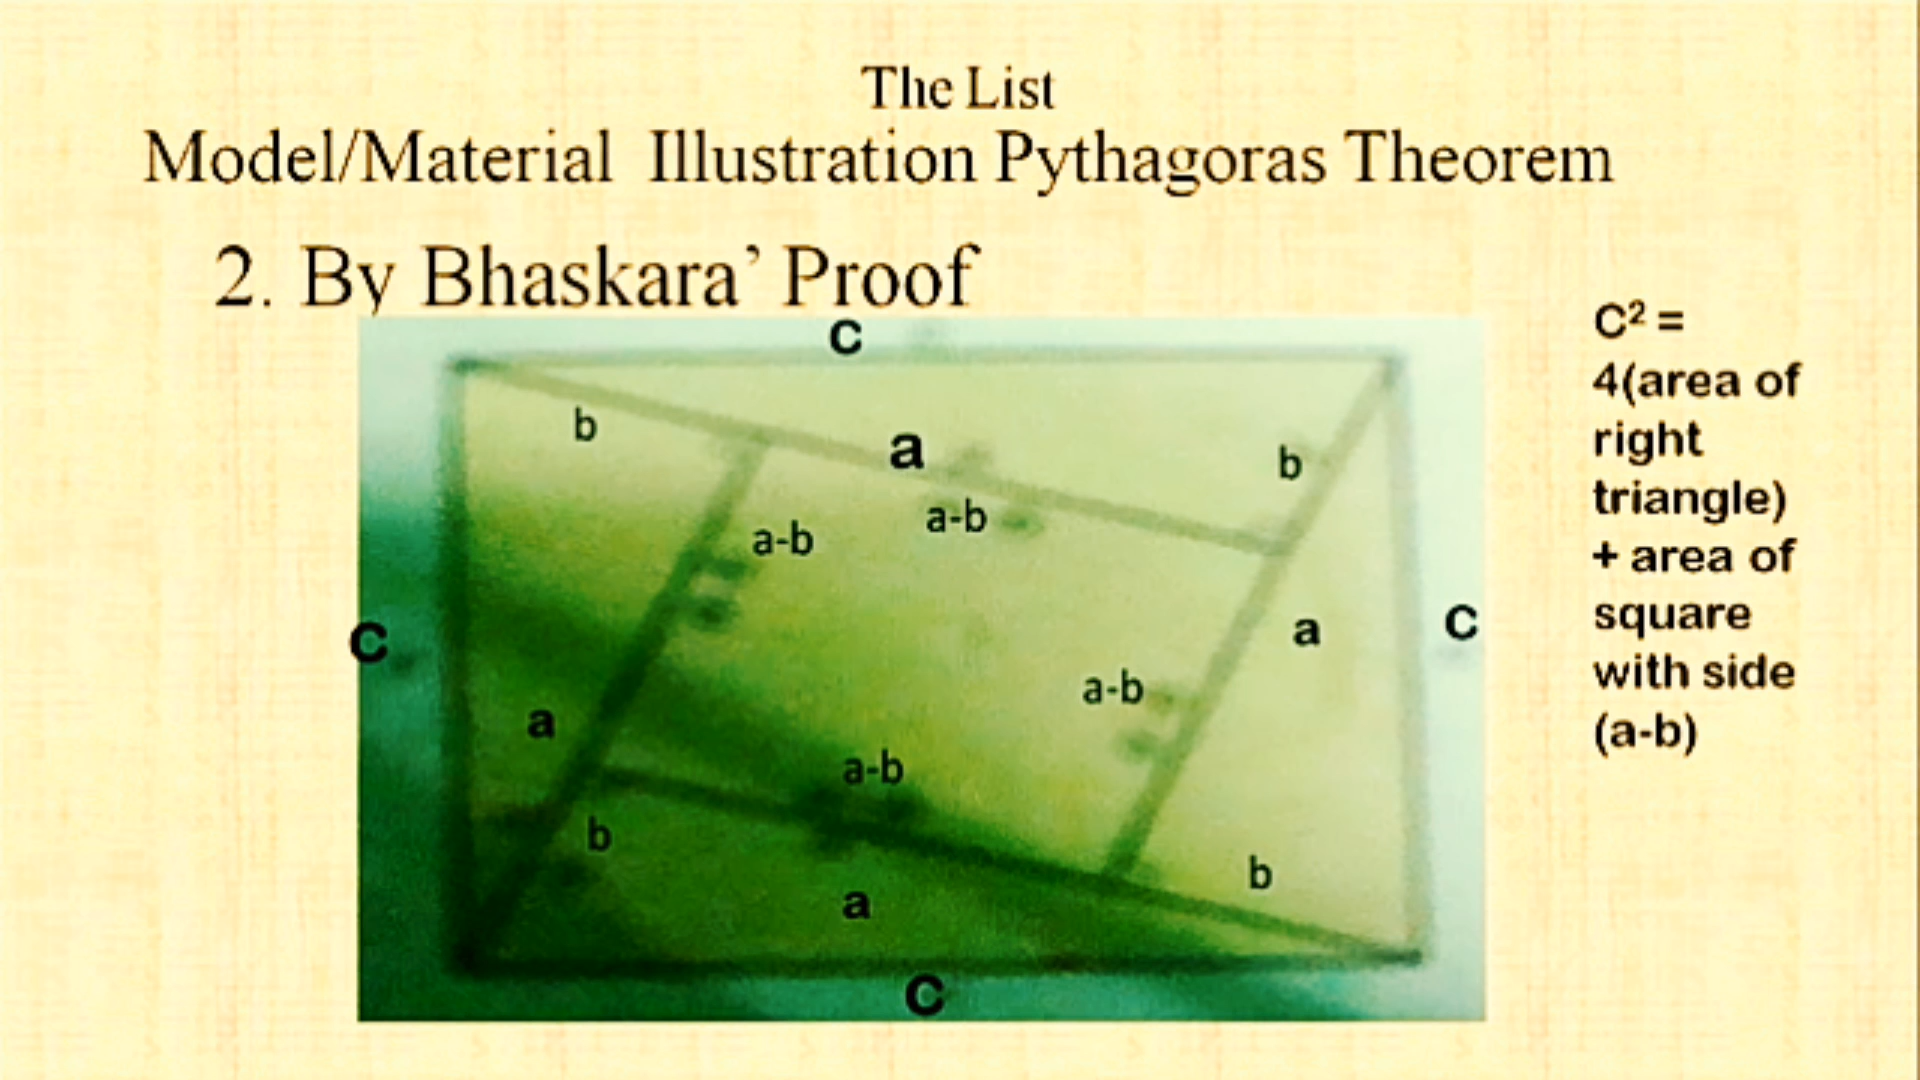 The List
Model/Material Illustration Pythagoras Theorem
2. By Bhaskara’ Proof
C
b
a
b
a-b
a-b
C
a
C
a-b
a
a-b
b
b
a
C
C² =
4(area of
right
triangle)
+ area of
square
with side
(a-b)